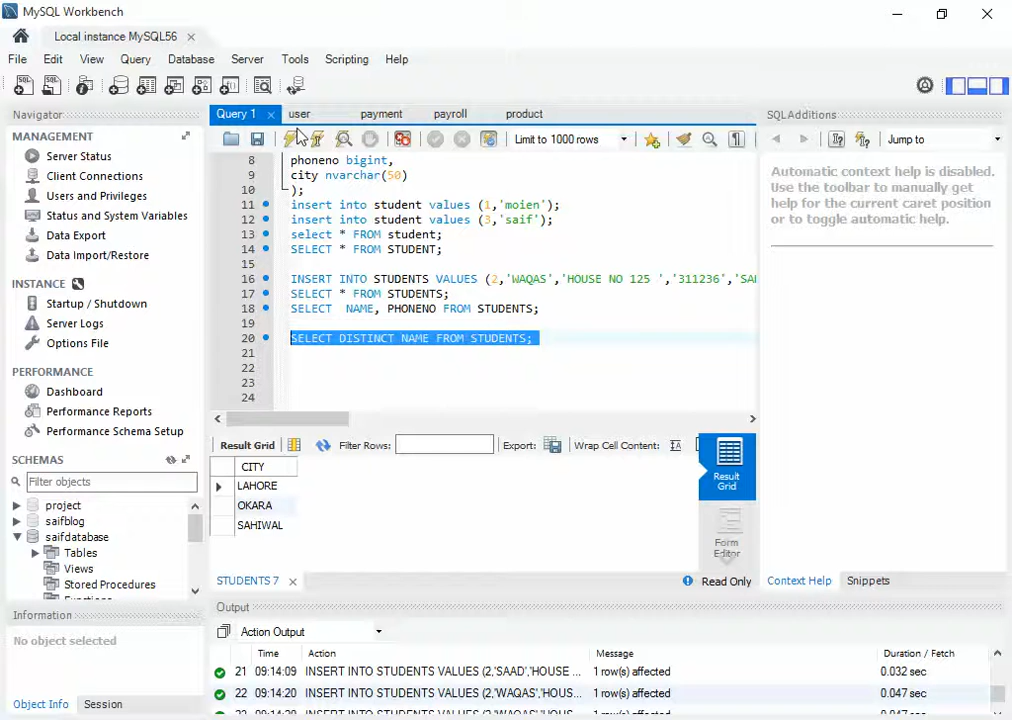 MySQL Workbench
Local instance MySQL56
File Edit View Query Database Server Tools Scripting Help
Navigator
MANAGEMENT
Server Status
Client Connections
Users and Privileges
Status and System Variables
Data Export
Data Import/Restore
INSTANCE
Startup / Shutdown
Server Logs
Options File
PERFORMANCE
Dashboard
Performance Reports
Performance Schema Setup
SCHEMAS
Filter objects
project
saifblog
saifdatabase
Tables
Views
Stored Procedures
Information
No object selected
Object Info Session
Query 1 user payment payroll product
Limit to 1000 rows
8 phoneno bigint,
9 city nvarchar(50)
10 );
11 insert into student values (1,'moien');
12 insert into student values (3,'saif');
13 select * FROM student;
14 SELECT * FROM STUDENT;
15
16 INSERT INTO STUDENTS VALUES (2,'WAQAS','HOUSE NO 125 ','311236','SA
17 SELECT * FROM STUDENTS;
18 SELECT  NAME, PHONENO FROM STUDENTS;
19
20 SELECT DISTINCT NAME FROM STUDENTS;
21
22
23
24
Result Grid Filter Rows: Export: Wrap Cell Content:
CITY
LAHORE
OKARA
SAHIWAL
Result Grid
Form Editor
STUDENTS 7
Read Only
SQLAdditions
Jump to
Automatic context help is disabled.
Use the toolbar to manually get
help for the current caret position
or to toggle automatic help.
Context Help Snippets
Output
Action Output
Time Action Message Duration / Fetch
21 09:14:09 INSERT INTO STUDENTS VALUES (2,'SAAD','HOUSE ... 1 row(s) affected 0.032 sec
22 09:14:20 INSERT INTO STUDENTS VALUES (2,'WAQAS','HOUS... 1 row(s) affected 0.047 sec